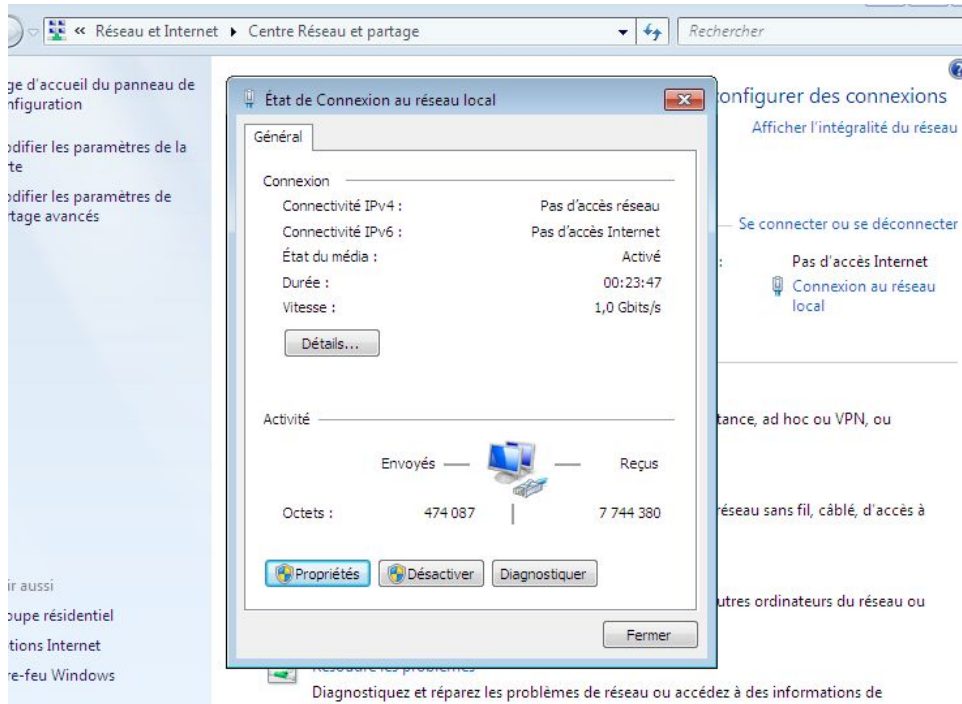 « Réseau et Internet ▸ Centre Réseau et partage
Rechercher
ge d'accueil du panneau de
nfiguration
odifier les paramètres de la
rte
odifier les paramètres de
rtage avancés
ir aussi
oupe résidentiel
tions Internet
re-feu Windows
État de Connexion au réseau local
Général
Connexion
Connectivité IPv4 : Pas d'accès réseau
Connectivité IPv6 : Pas d'accès Internet
État du média : Activé
Durée : 00:23:47
Vitesse : 1,0 Gbits/s
Détails...
Activité
Envoyés Reçus
Octets : 474 087 7 744 380
Propriétés Désactiver Diagnostiquer
Fermer
onfigurer des connexions
Afficher l'intégralité du réseau
Se connecter ou se déconnecter
: Pas d'accès Internet
Connexion au réseau
local
tance, ad hoc ou VPN, ou
réseau sans fil, câblé, d'accès à
utres ordinateurs du réseau ou
Résoudre les problèmes
Diagnostiquez et réparez les problèmes de réseau ou accédez à des informations de